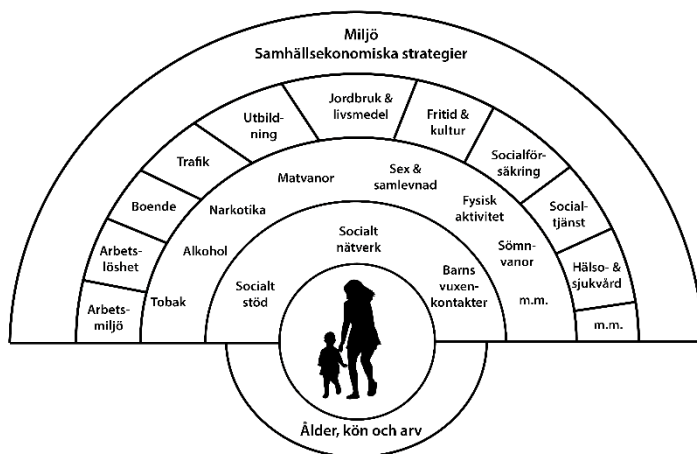 Miljö
Samhällsekonomiska strategier
Arbets-
miljö
Arbets-
löshet
Boende
Trafik
Utbild-
ning
Jordbruk &
livsmedel
Fritid &
kultur
Socialför-
säkring
Social-
tjänst
Hälso- &
sjukvård
m.m.
Tobak
Alkohol
Narkotika
Matvanor
Sex &
samlevnad
Fysisk
aktivitet
Sömn-
vanor
m.m.
Socialt
stöd
Socialt
nätverk
Barns
vuxen-
kontakter
Ålder, kön och arv